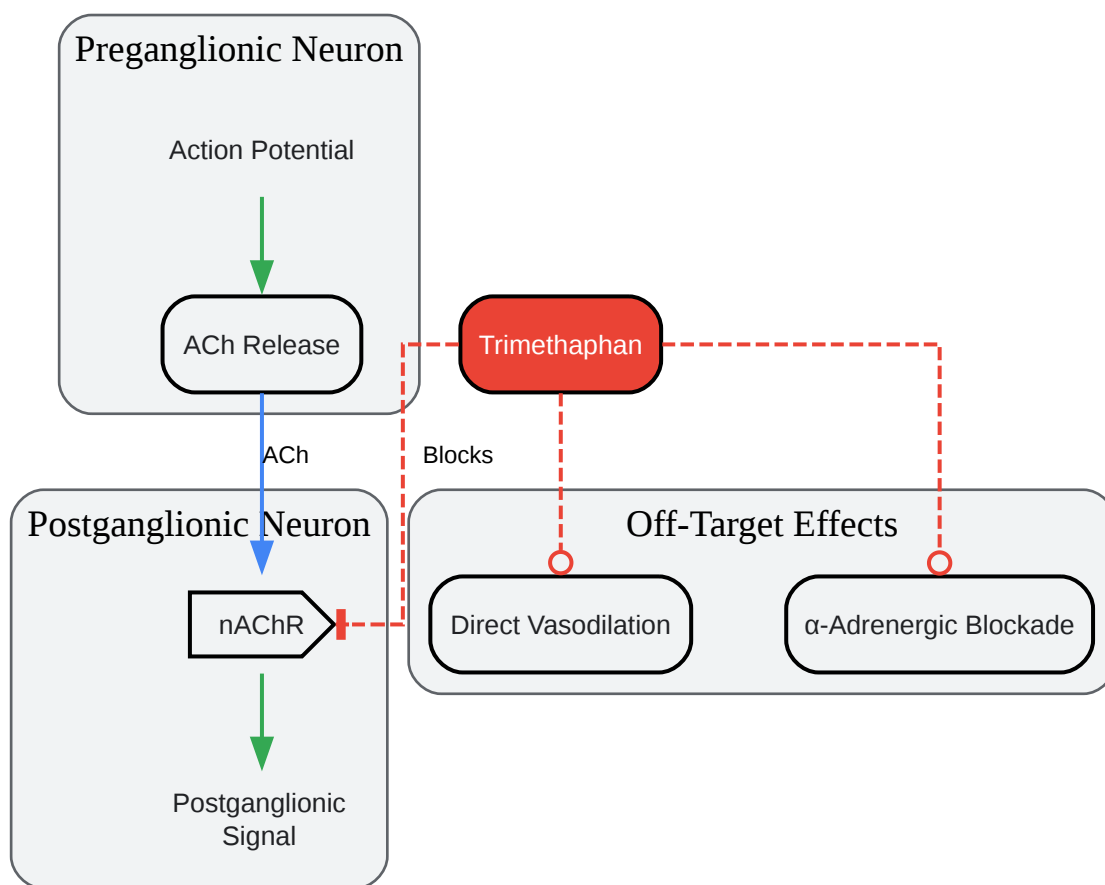 Preganglionic Neuron
Action Potential
ACh Release
Trimethaphan
ACh
Blocks
Postganglionic Neuron
Off-Target Effects
nAChR
Direct Vasodilation
α-Adrenergic Blockade
Postganglionic
Signal